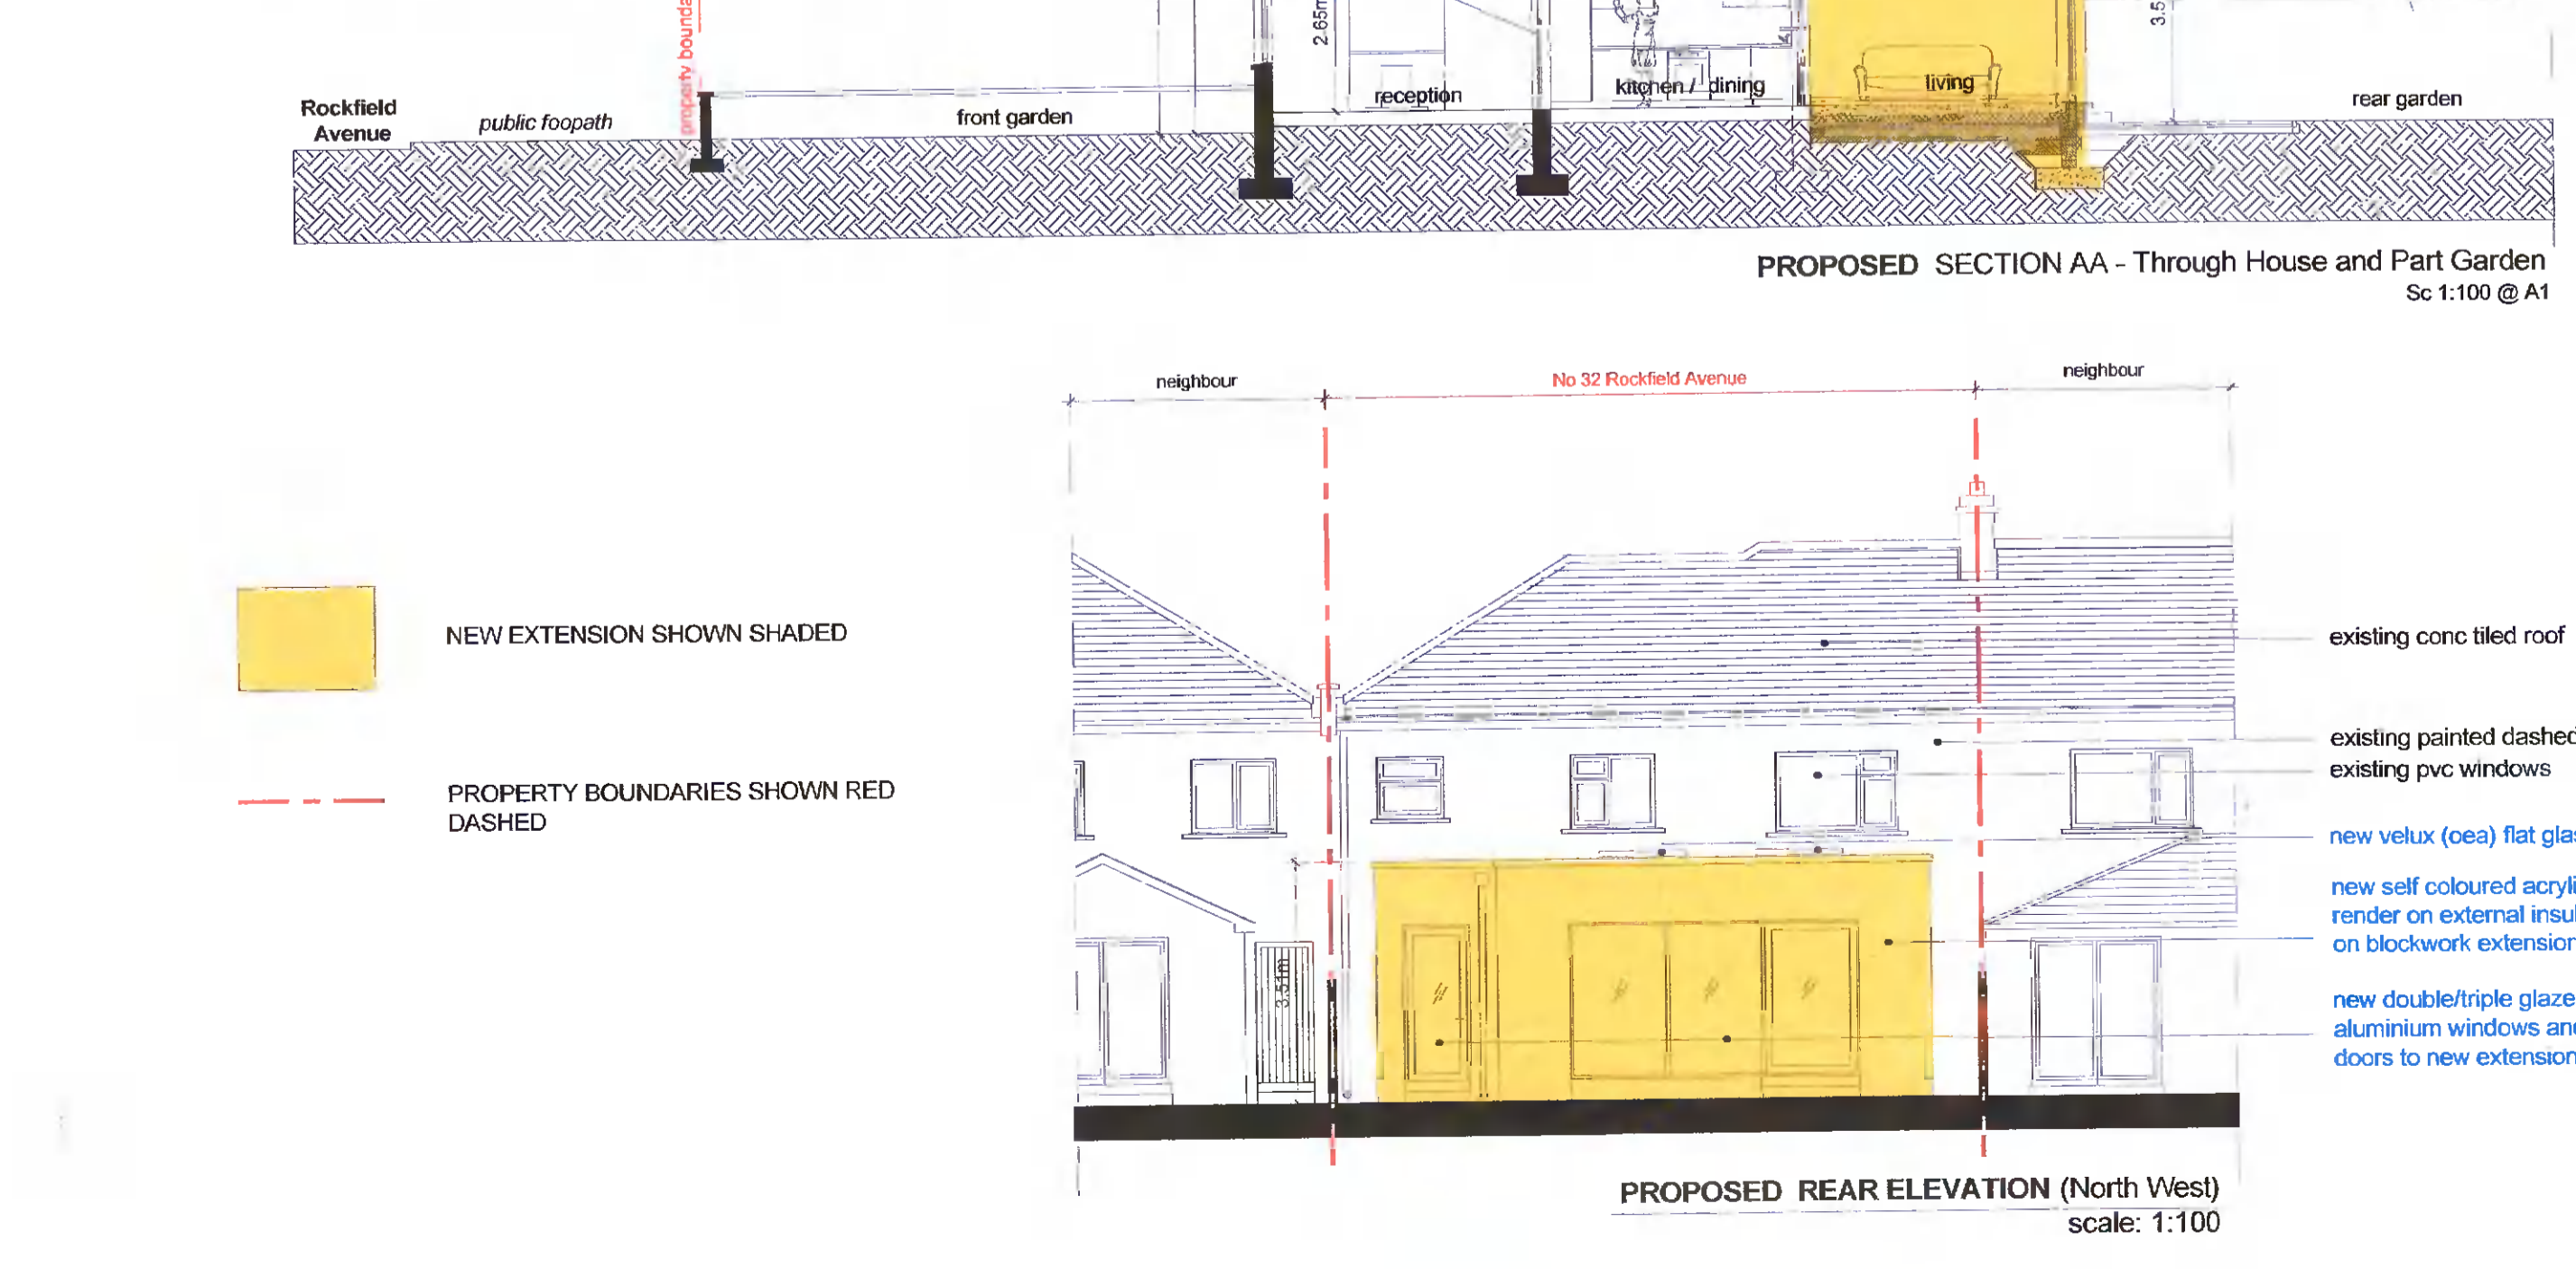 2.65m
3.5
property bounda
Rockfield
Avenue
public foopath
front garden
reception
kitchen / dining
living
rear garden
PROPOSED SECTION AA - Through House and Part Garden
Sc 1:100 @ A1
neighbour
No 32 Rockfield Avenue
neighbour
NEW EXTENSION SHOWN SHADED
PROPERTY BOUNDARIES SHOWN RED
DASHED
existing conc tiled roof
existing painted dashed
existing pvc windows
new velux (oea) flat glas
new self coloured acryli
render on external insul
on blockwork extension
3.51m
new double/triple glaze
aluminium windows and
doors to new extension
PROPOSED REAR ELEVATION (North West)
scale: 1:100